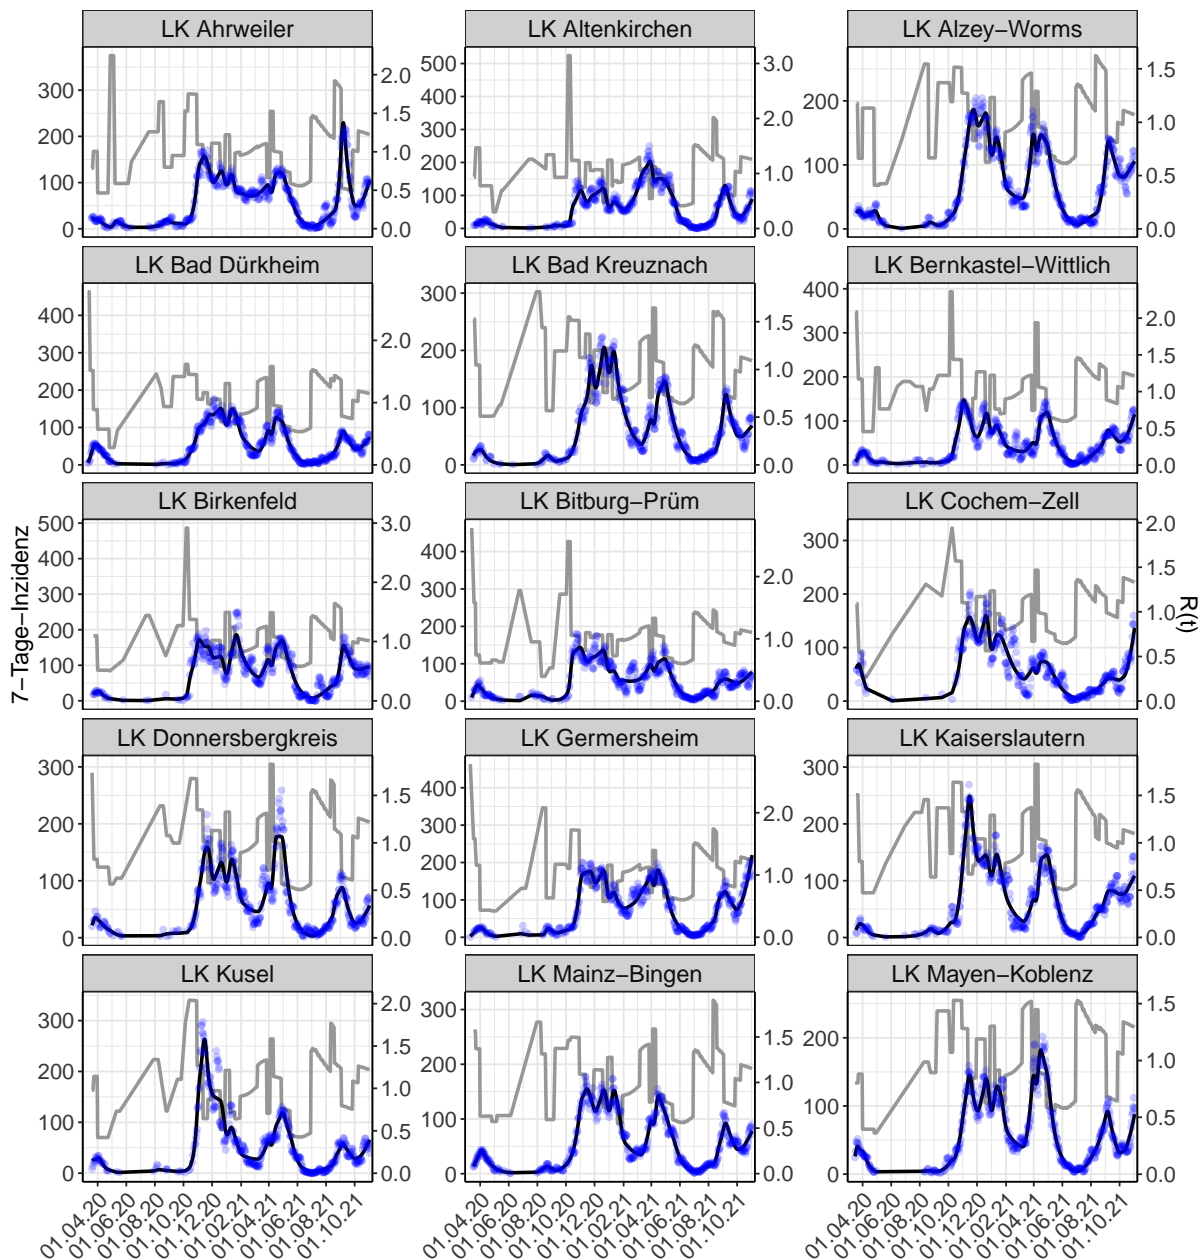 LK Ahrweiler LK Altenkirchen LK Alzey−Worms
300 200 100 0 2.0 1.5 1.0 0.5 0.0
500 450 400 350 300 250 200 150 100 50 0 3.0 2.0 1.0 0.0
200 100 0 1.5 1.0 0.5 0.0
LK Bad Dürkheim LK Bad Kreuznach LK Bernkastel−Wittlich
400 300 200 100 0 2.0 1.0 0.0
300 200 100 0 1.5 1.0 0.5 0.0
400 300 200 100 0 2.0 1.5 1.0 0.5 0.0
LK Birkenfeld LK Bitburg−Prüm LK Cochem−Zell
500 400 300 200 100 0 3.0 2.0 1.0 0.0
400 300 200 100 0 2.0 1.0 0.0
300 200 100 0 2.0 1.5 1.0 0.5 0.0
7−Tage−Inzidenz
R(t)
LK Donnersbergkreis LK Germersheim LK Kaiserslautern
300 200 100 0 1.5 1.0 0.5 0.0
400 300 200 100 0 2.0 1.0 0.0
300 200 100 0 1.5 1.0 0.5 0.0
LK Kusel LK Mainz−Bingen LK Mayen−Koblenz
300 200 100 0 2.0 1.5 1.0 0.5 0.0
300 200 100 0 1.5 1.0 0.5 0.0
200 100 0 1.5 1.0 0.5 0.0
01.04.20 01.06.20 01.08.20 01.10.20 01.12.20 01.02.21 01.04.21 01.06.21 01.08.21 01.10.21
01.04.20 01.06.20 01.08.20 01.10.20 01.12.20 01.02.21 01.04.21 01.06.21 01.08.21 01.10.21
01.04.20 01.06.20 01.08.20 01.10.20 01.12.20 01.02.21 01.04.21 01.06.21 01.08.21 01.10.21